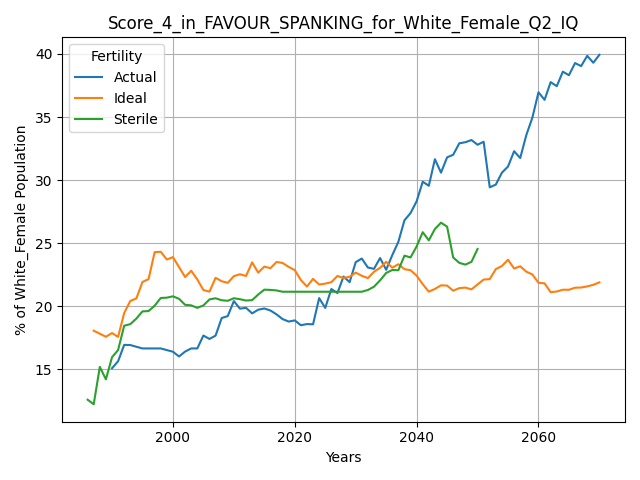 Score_4_in_FAVOUR_SPANKING_for_White_Female_Q2_IQ
Fertility
Actual
Ideal
Sterile
% of White_Female Population
40
35
30
25
20
15
2000
2020
2040
2060
Years